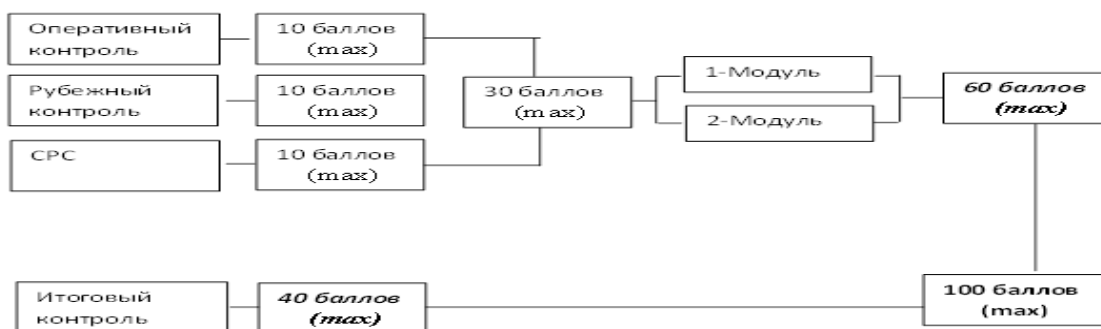 Оперативный
контроль
10 баллов
(max)
Рубежный
контроль
10 баллов
(max)
СРС
10 баллов
(max)
30 баллов
(max)
1-Модуль
2-Модуль
60 баллов
(max)
Итоговый
контроль
40 баллов
(max)
100 баллов
(max)